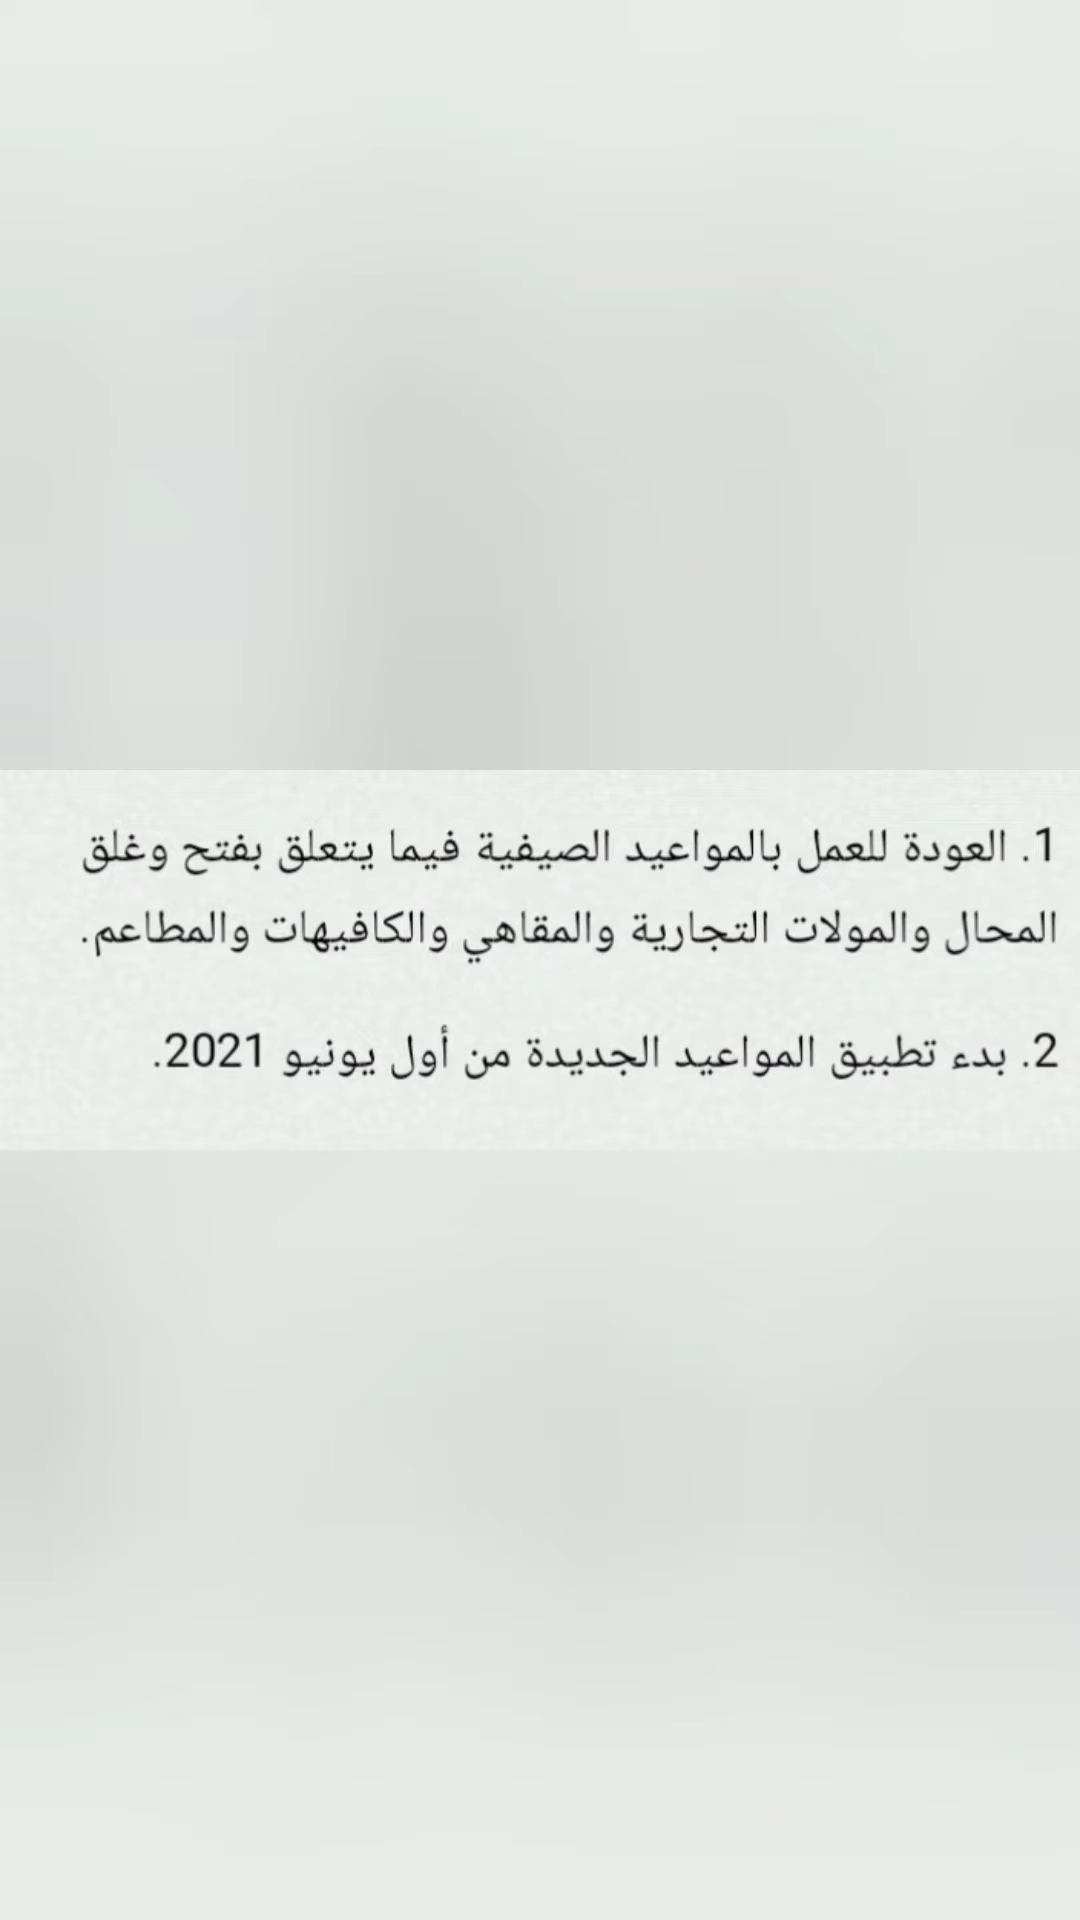 1. العودة للعمل بالمواعيد الصيفية فيما يتعلق بفتح وغلق
المحال والمولات التجارية والمقاهي والكافيهات والمطاعم.
2. بدء تطبيق المواعيد الجديدة من أول يونيو 2021.